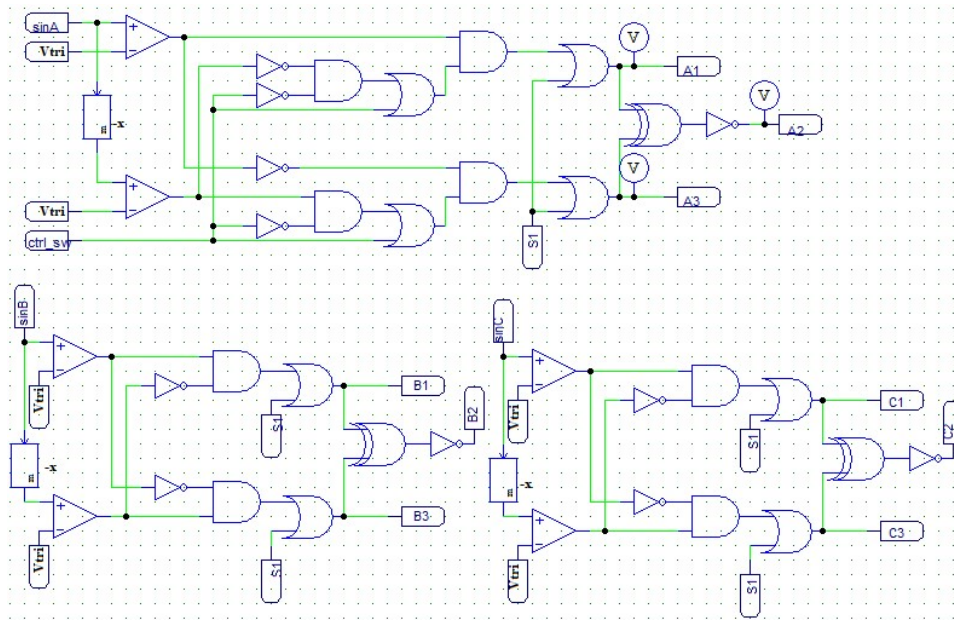 sinA
+
V
Vtri
−
A1
V
-x
n
A2
V
+
Vtri
−
A3
ctrl_sw
S1
sinB
sinC
+
−
+
−
Vtri
B1
B2
Vtri
C1
C2
S1
S1
-x
n
-x
n
+
−
B3
+
−
C3
Vtri
S1
Vtri
S1